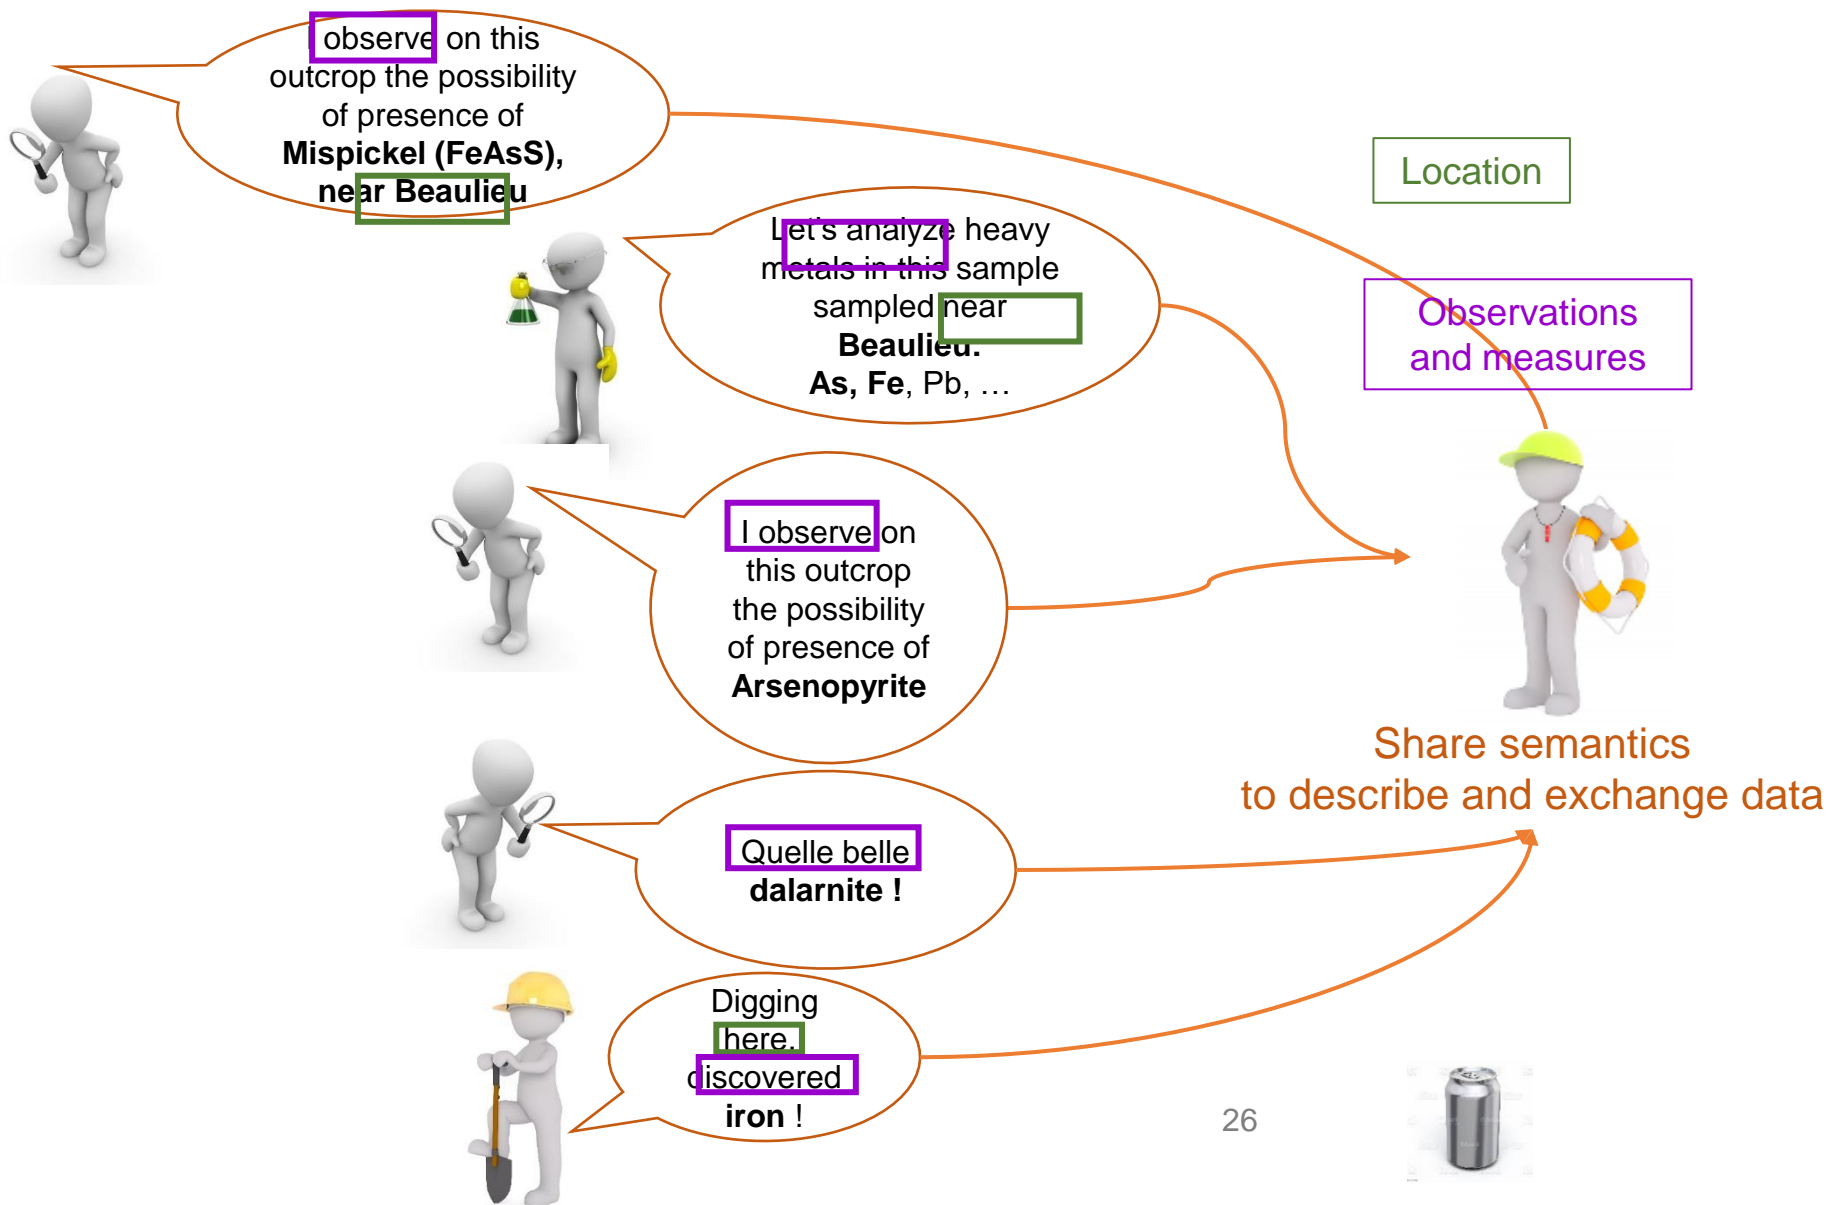 I observe on this
outcrop the possibility
of presence of
Mispickel (FeAsS),
near Beaulieu
Location
Let's analyze heavy
metals in this sample
sampled near
Beaulieu:
As, Fe, Pb, …
Observations
and measures
I observe on
this outcrop
the possibility
of presence of
Arsenopyrite
Share semantics
to describe and exchange data
Quelle belle
dalarnite !
Digging
here,
discovered
iron !
26